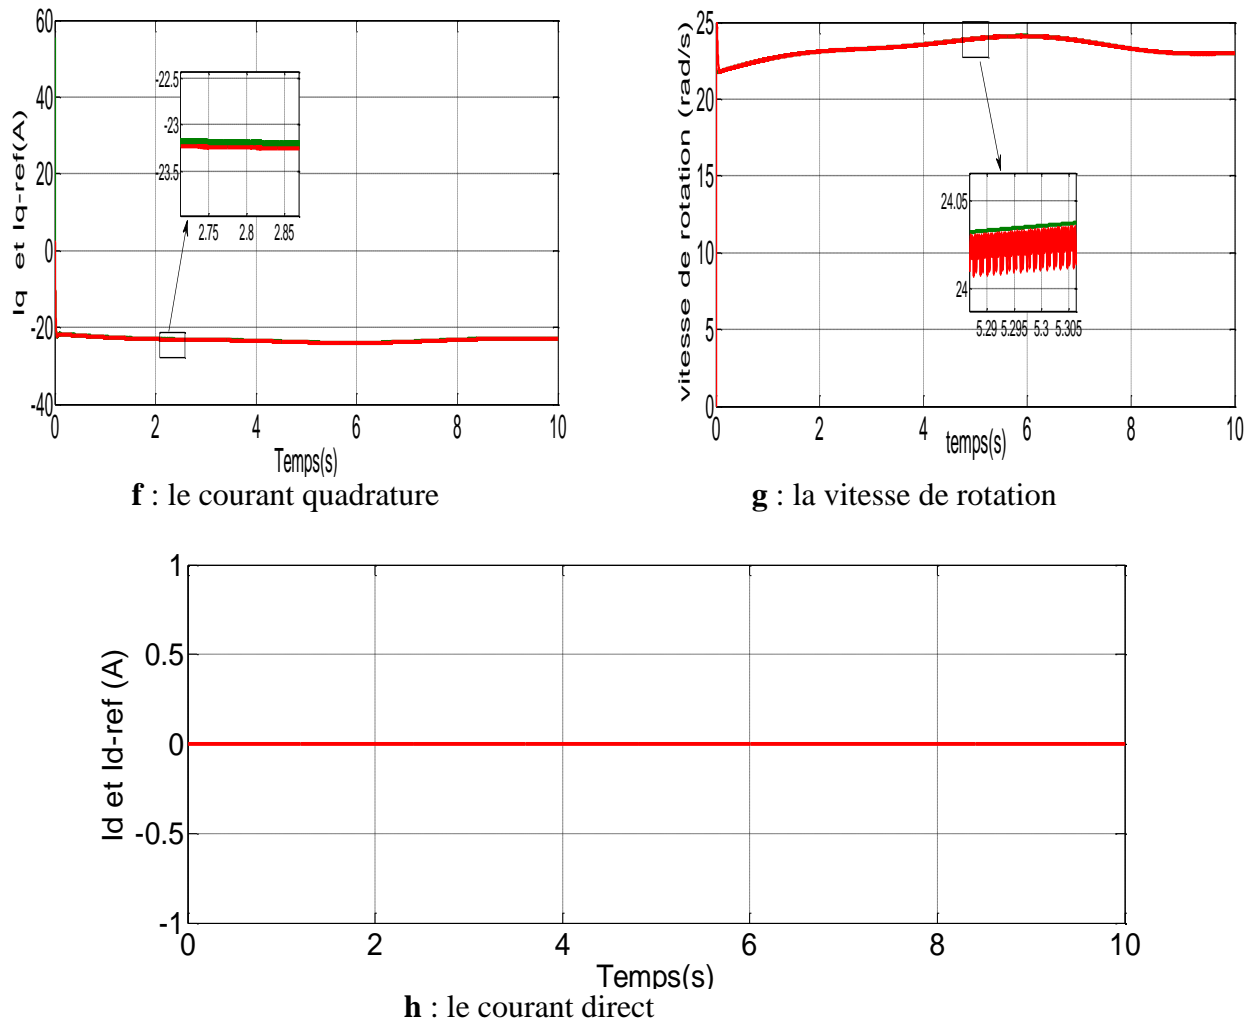 60
40
20
0
-20
-40
Iq et Iq-ref(A)
-22.5
-23
-23.5
2.75 2.8 2.85
0 2 4 6 8 10
Temps(s)
f : le courant quadrature
25
20
15
10
5
0
vitesse de rotation (rad/s)
24.05
24
5.29 5.295 5.3 5.305
0 2 4 6 8 10
temps(s)
g : la vitesse de rotation
1
0.5
0
-0.5
-1
Id et Id-ref (A)
0 2 4 6 8 10
Temps(s)
h : le courant direct